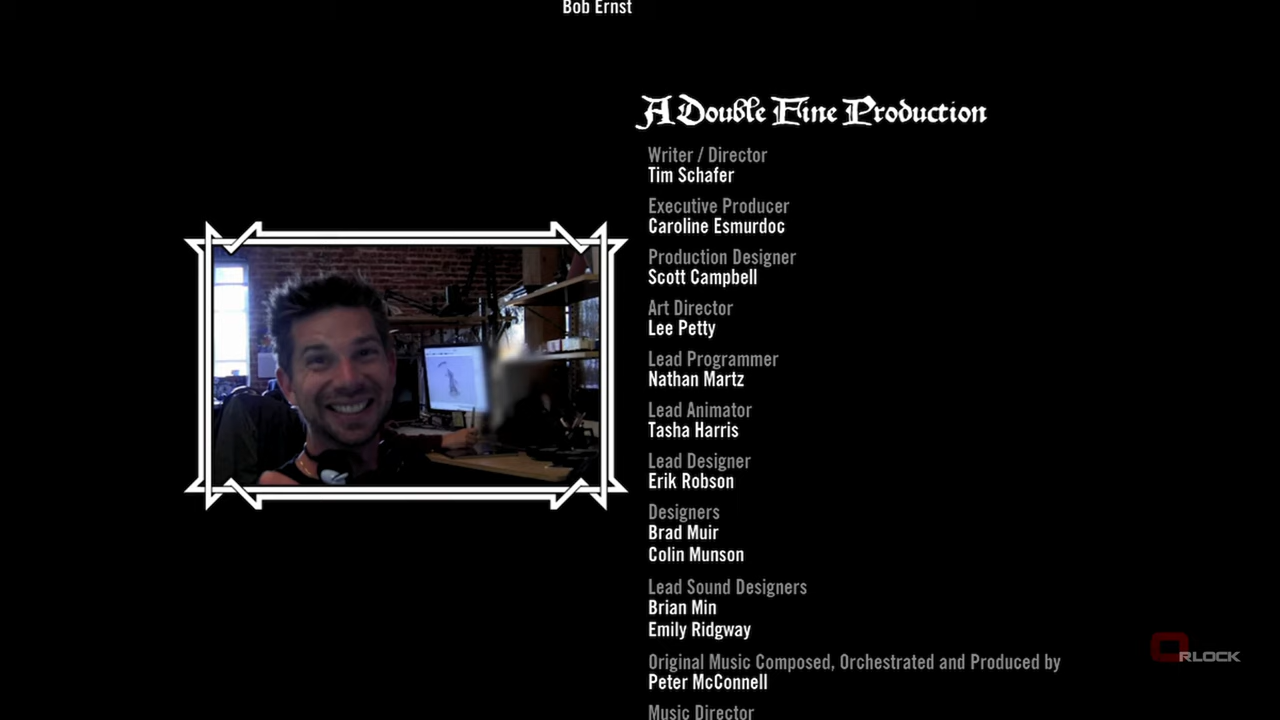 Bob Ernst
A Double Fine Production
Writer / Director
Tim Schafer
Executive Producer
Caroline Esmurdoc
Production Designer
Scott Campbell
Art Director
Lee Petty
Lead Programmer
Nathan Martz
Lead Animator
Tasha Harris
Lead Designer
Erik Robson
Designers
Brad Muir
Colin Munson
Lead Sound Designers
Brian Min
Emily Ridgway
Original Music Composed, Orchestrated and Produced by
Peter McConnell
Music Director
ORLOCK